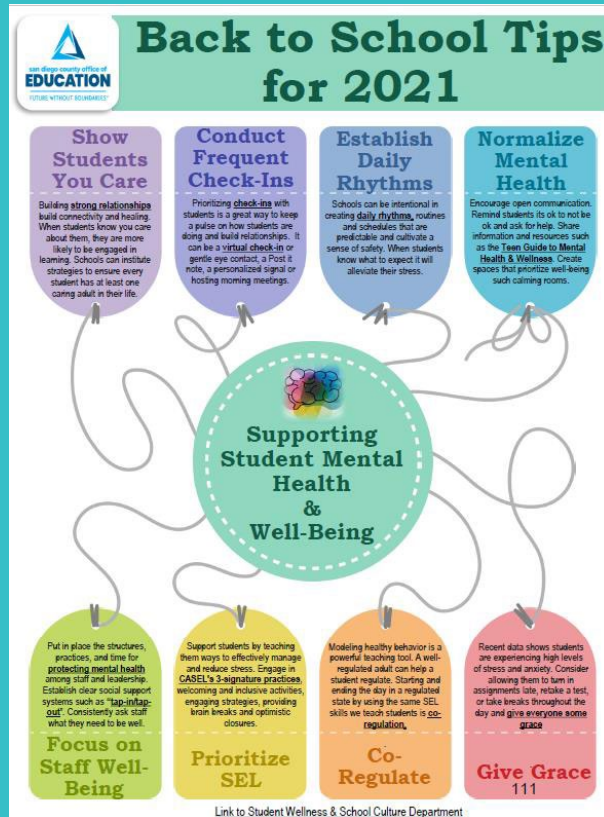 san diego county office of
EDUCATION
FUTURE WITHOUT BOUNDARIES™
Back to School Tips
for 2021
Show
Students
You Care
Building strong relationships
build connectivity and healing.
When students know you care
about them, they are more
likely to be engaged in
learning. Schools can institute
strategies to ensure every
student has at least one
caring adult in their life.
Conduct
Frequent
Check-Ins
Prioritizing check-ins with
students is a great way to keep
a pulse on how students are
doing and build relationships. It
can be a virtual check-in or
gentle eye contact, a Post it
note, a personalized signal or
hosting morning meetings.
Establish
Daily
Rhythms
Schools can be intentional in
creating daily rhythms, routines
and schedules that are
predictable and cultivate a
sense of safety. When students
know what to expect it will
alleviate their stress.
Normalize
Mental
Health
Encourage open communication.
Remind students its ok to not be
ok and ask for help. Share
information and resources such
as the Teen Guide to Mental
Health & Wellness. Create
spaces that prioritize well-being
such calming rooms.
Supporting
Student Mental
Health
&
Well-Being
Put in place the structures,
practices, and time for
protecting mental health
among staff and leadership.
Establish clear social support
systems such as "tap-in/tap-
out". Consistently ask staff
what they need to be well.
Focus on
Staff Well-
Being
Support students by teaching
them ways to effectively manage
and reduce stress. Engage in
CASEL's 3-signature practices,
welcoming and inclusive activities,
engaging strategies, providing
brain breaks and optimistic
closures.
Prioritize
SEL
Modeling healthy behavior is a
powerful teaching tool. A well-
regulated adult can help a
student regulate. Starting and
ending the day in a regulated
state by using the same SEL
skills we teach students is co-
regulation.
Co-
Regulate
Recent data shows students
are experiencing high levels
of stress and anxiety. Consider
allowing them to turn in
assignments late, retake a test,
or take breaks throughout the
day and give everyone some
grace
Give Grace
111
Link to Student Wellness & School Culture Department